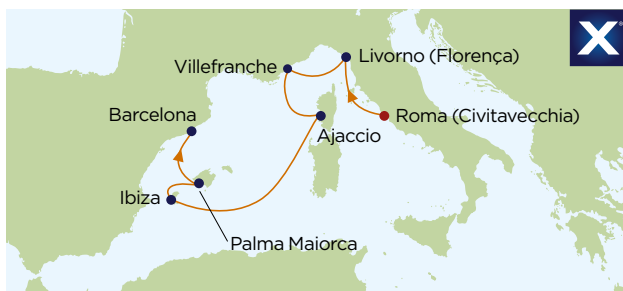 X
Livorno (Florença)
Villefranche
Barcelona
Roma (Civitavecchia)
Ajaccio
Ibiza
Palma Maiorca